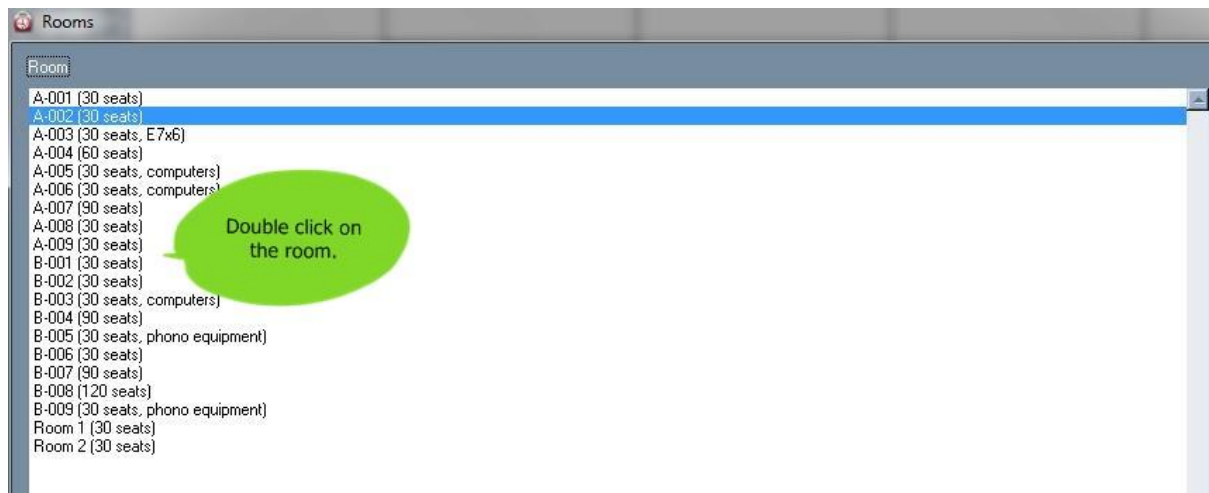 Rooms
Room
A-001 (30 seats)
A-002 (30 seats)
A-003 (30 seats, E7x6)
A-004 (60 seats)
A-005 (30 seats, computers)
A-006 (30 seats, computers)
A-007 (90 seats)
A-008 (30 seats)
A-009 (30 seats)
B-001 (30 seats)
B-002 (30 seats)
B-003 (30 seats, computers)
B-004 (90 seats)
B-005 (30 seats, phono equipment)
B-006 (30 seats)
B-007 (90 seats)
B-008 (120 seats)
B-009 (30 seats, phono equipment)
Room 1 (30 seats)
Room 2 (30 seats)
Double click on
the room.